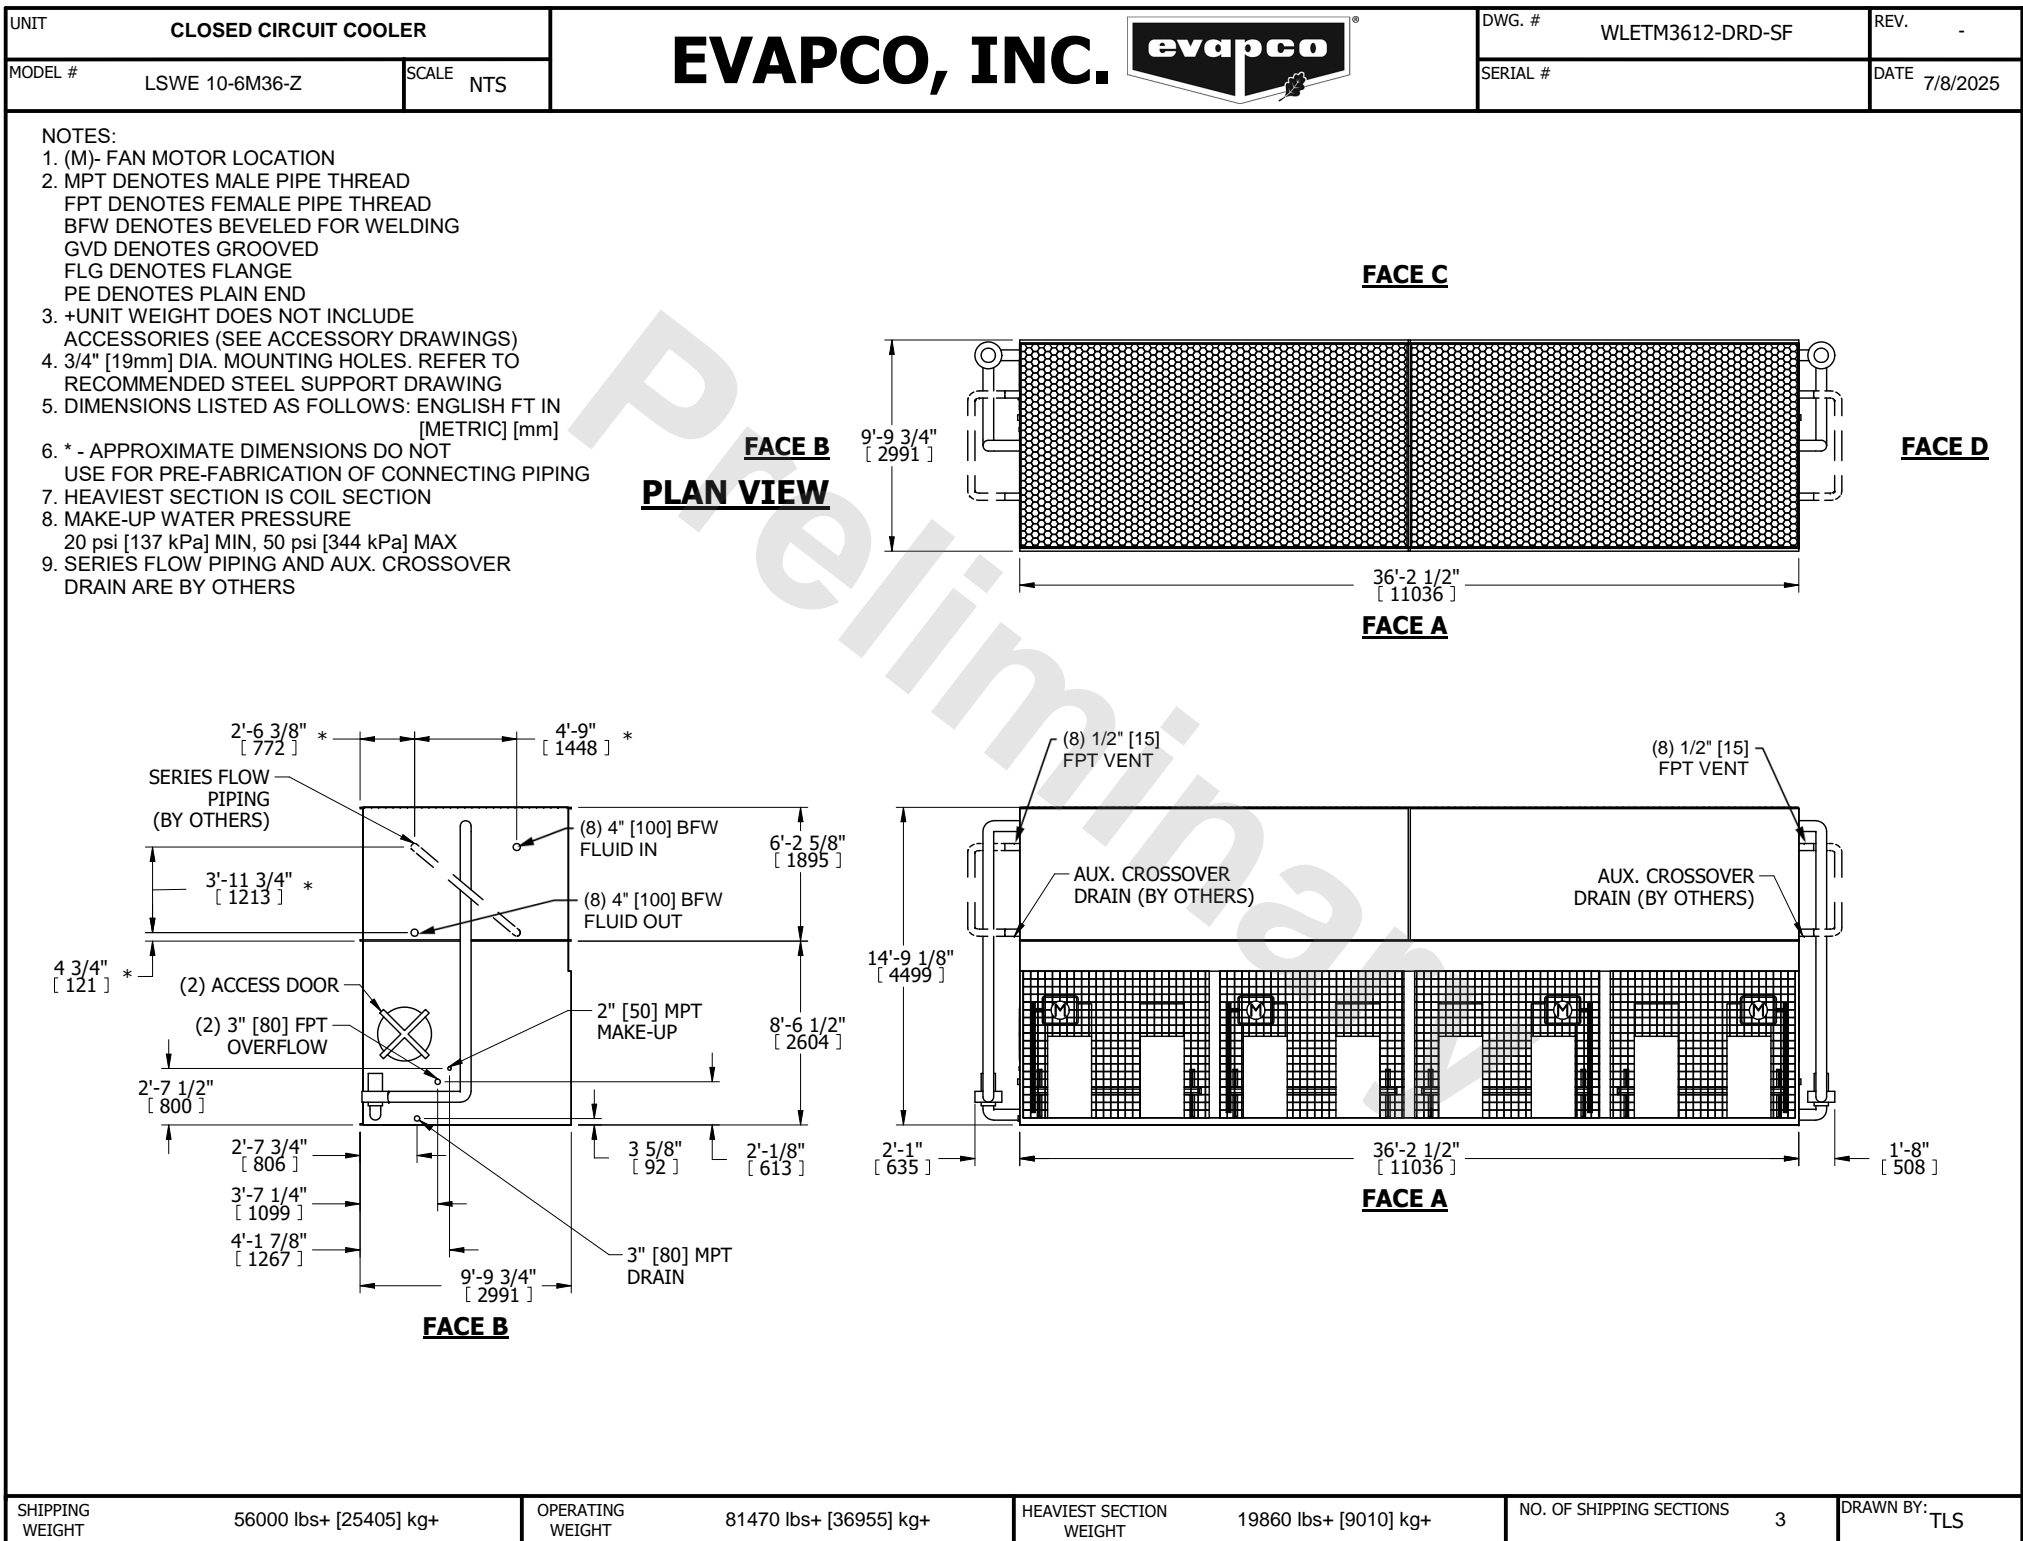 UNIT
CLOSED CIRCUIT COOLER
MODEL #
LSWE 10-6M36-Z
SCALE
NTS
EVAPCO, INC.
evapco
®
DWG. #
WLETM3612-DRD-SF
REV.
-
SERIAL #
DATE
7/8/2025
NOTES:
1. (M)- FAN MOTOR LOCATION
2. MPT DENOTES MALE PIPE THREAD
FPT DENOTES FEMALE PIPE THREAD
BFW DENOTES BEVELED FOR WELDING
GVD DENOTES GROOVED
FLG DENOTES FLANGE
PE DENOTES PLAIN END
3. +UNIT WEIGHT DOES NOT INCLUDE
ACCESSORIES (SEE ACCESSORY DRAWINGS)
4. 3/4" [19mm] DIA. MOUNTING HOLES. REFER TO
RECOMMENDED STEEL SUPPORT DRAWING
5. DIMENSIONS LISTED AS FOLLOWS: ENGLISH FT IN
[METRIC] [mm]
6. * - APPROXIMATE DIMENSIONS DO NOT
USE FOR PRE-FABRICATION OF CONNECTING PIPING
7. HEAVIEST SECTION IS COIL SECTION
8. MAKE-UP WATER PRESSURE
20 psi [137 kPa] MIN, 50 psi [344 kPa] MAX
9. SERIES FLOW PIPING AND AUX. CROSSOVER
DRAIN ARE BY OTHERS
Preliminary
FACE C
FACE B
PLAN VIEW
9'-9 3/4"
[ 2991 ]
FACE D
36'-2 1/2"
[ 11036 ]
FACE A
2'-6 3/8" *
[ 772 ]
4'-9" *
[ 1448 ]
SERIES FLOW
PIPING
(BY OTHERS)
(8) 4" [100] BFW
FLUID IN
6'-2 5/8"
[ 1895 ]
3'-11 3/4" *
[ 1213 ]
(8) 4" [100] BFW
FLUID OUT
4 3/4" *
[ 121 ]
(2) ACCESS DOOR
(2) 3" [80] FPT
OVERFLOW
2" [50] MPT
MAKE-UP
8'-6 1/2"
[ 2604 ]
2'-7 1/2"
[ 800 ]
2'-7 3/4"
[ 806 ]
3 5/8"
[ 92 ]
2'-1/8"
[ 613 ]
3'-7 1/4"
[ 1099 ]
4'-1 7/8"
[ 1267 ]
3" [80] MPT
DRAIN
9'-9 3/4"
[ 2991 ]
FACE B
(8) 1/2" [15]
FPT VENT
(8) 1/2" [15]
FPT VENT
AUX. CROSSOVER
DRAIN (BY OTHERS)
AUX. CROSSOVER
DRAIN (BY OTHERS)
14'-9 1/8"
[ 4499 ]
M
M
M
M
2'-1"
[ 635 ]
36'-2 1/2"
[ 11036 ]
1'-8"
[ 508 ]
FACE A
SHIPPING
WEIGHT
56000 lbs+ [25405] kg+
OPERATING
WEIGHT
81470 lbs+ [36955] kg+
HEAVIEST SECTION
WEIGHT
19860 lbs+ [9010] kg+
NO. OF SHIPPING SECTIONS
3
DRAWN BY:
TLS